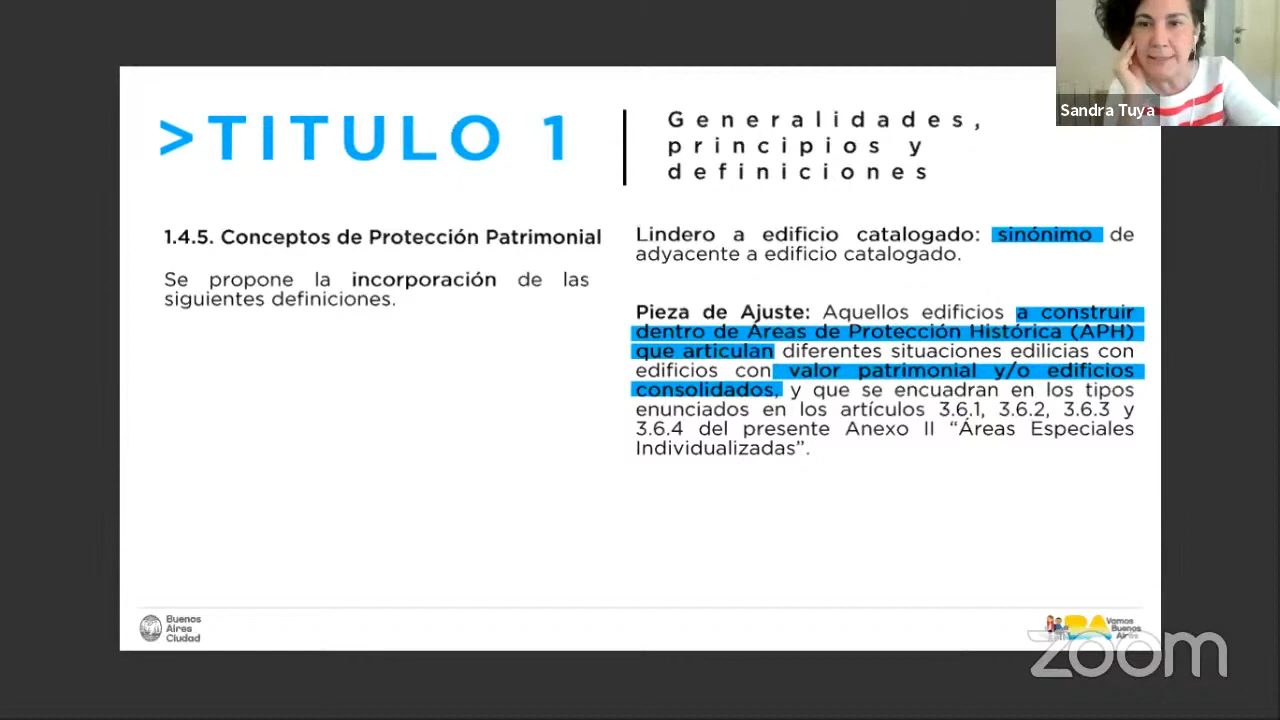 Sandra Tuya
>TITULO 1
Generalidades,
principios y
definiciones
1.4.5. Conceptos de Protección Patrimonial
Se propone la incorporación de las
siguientes definiciones.
Lindero a edificio catalogado: sinónimo de
adyacente a edificio catalogado.
Pieza de Ajuste: Aquellos edificios a construir
dentro de Áreas de Protección Histórica (APH)
que articulan diferentes situaciones edilicias con
edificios con valor patrimonial y/o edificios
consolidados, y que se encuadran en los tipos
enunciados en los artículos 3.6.1, 3.6.2, 3.6.3 y
3.6.4 del presente Anexo II “Áreas Especiales
Individualizadas”.
Buenos
Aires
Ciudad
BA
Vamos
Buenos
Aires
zoom